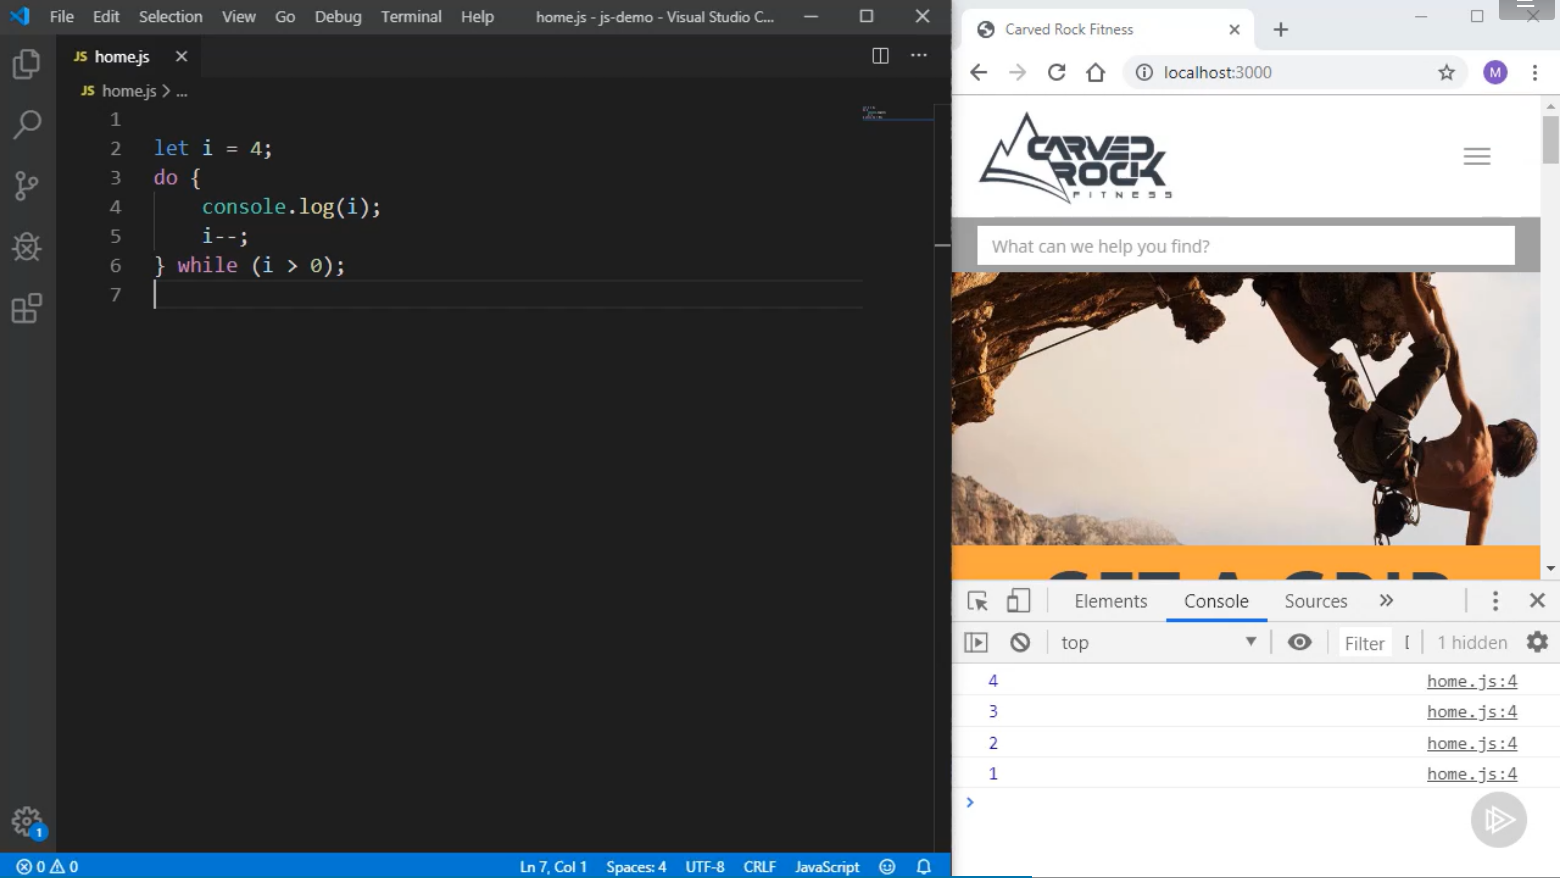 File Edit Selection View Go Debug Terminal Help home.js - js-demo - Visual Studio C...
JS home.js
JS home.js > ...
1
2 let i = 4;
3 do {
4 console.log(i);
5 i--;
6 } while (i > 0);
7
1
0 0 Ln 7, Col 1 Spaces: 4 UTF-8 CRLF JavaScript
Carved Rock Fitness
localhost:3000 M
CARVED
ROCK
FITNESS
What can we help you find?
GET A GRIP
Elements Console Sources »
top Filter 1 hidden
4 home.js:4
3 home.js:4
2 home.js:4
1 home.js:4